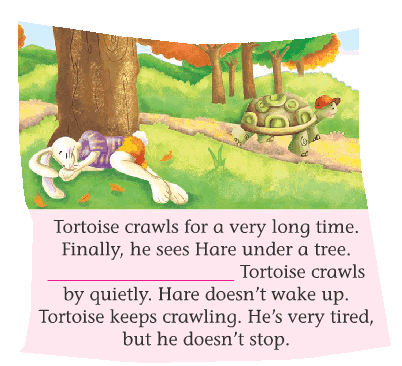 Tortoise crawls for a very long time.
Finally, he sees Hare under a tree.
____________________ Tortoise crawls
by quietly. Hare doesn't wake up.
Tortoise keeps crawling. He's very tired,
but he doesn't stop.